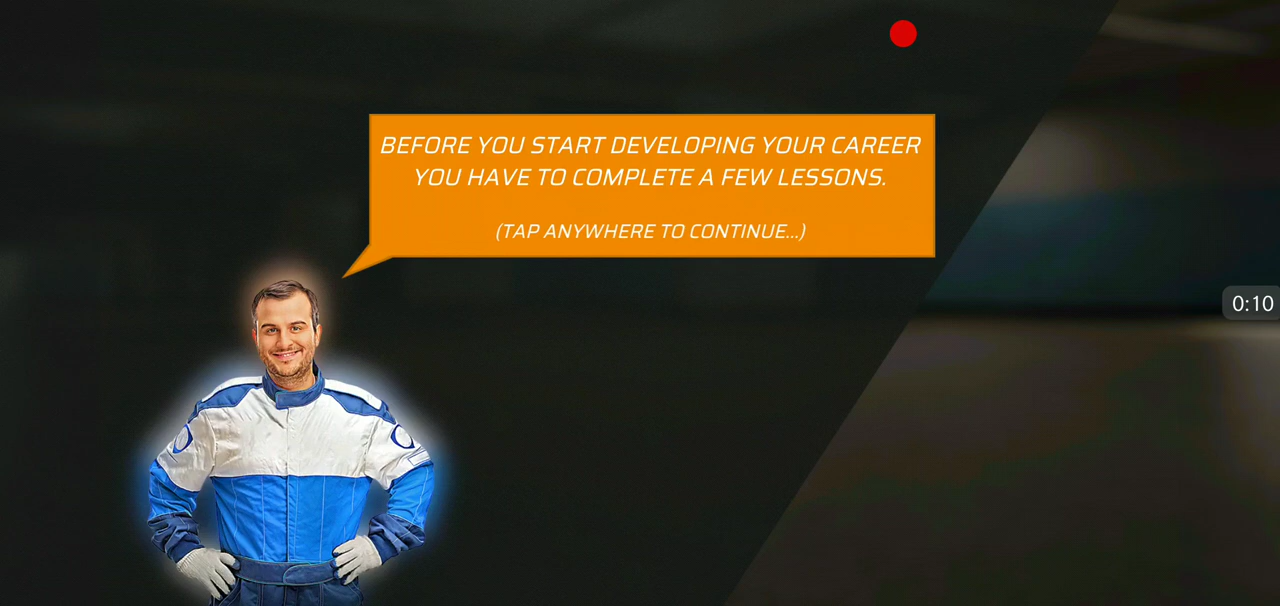 BEFORE YOU START DEVELOPING YOUR CAREER
YOU HAVE TO COMPLETE A FEW LESSONS.
(TAP ANYWHERE TO CONTINUE...)
0:10